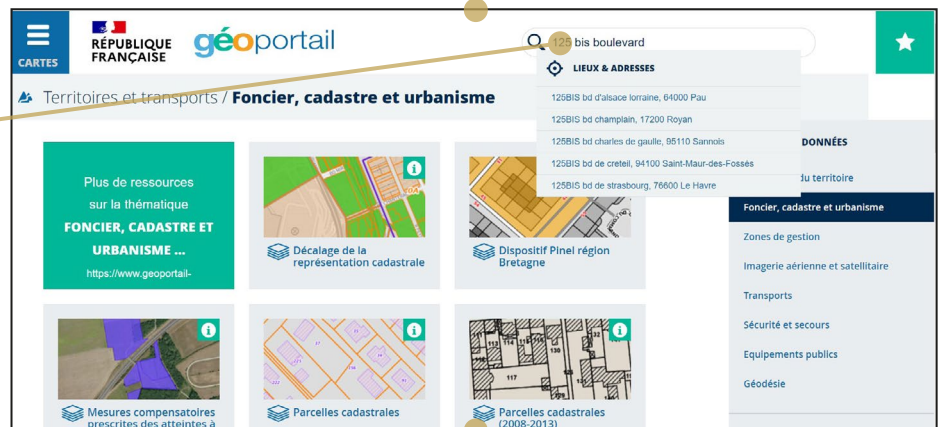 CARTES
RÉPUBLIQUE
FRANÇAISE
géoportail
125 bis boulevard
LIEUX & ADRESSES
125BIS bd d'alsace lorraine, 64000 Pau
125BIS bd champlain, 17200 Royan
125BIS bd charles de gaulle, 95110 Sannois
125BIS bd de creteil, 94100 Saint-Maur-des-Fossés
125BIS bd de strasbourg, 76600 Le Havre
Territoires et transports / Foncier, cadastre et urbanisme
Plus de ressources
sur la thématique
FONCIER, CADASTRE ET
URBANISME ...
https://www.geoportail-
Décalage de la
représentation cadastrale
Dispositif Pinel région
Bretagne
Mesures compensatoires
prescrites des atteintes à
Parcelles cadastrales
Parcelles cadastrales
(2008-2013)
DONNÉES
du territoire
Foncier, cadastre et urbanisme
Zones de gestion
Imagerie aérienne et satellitaire
Transports
Sécurité et secours
Equipements publics
Géodésie